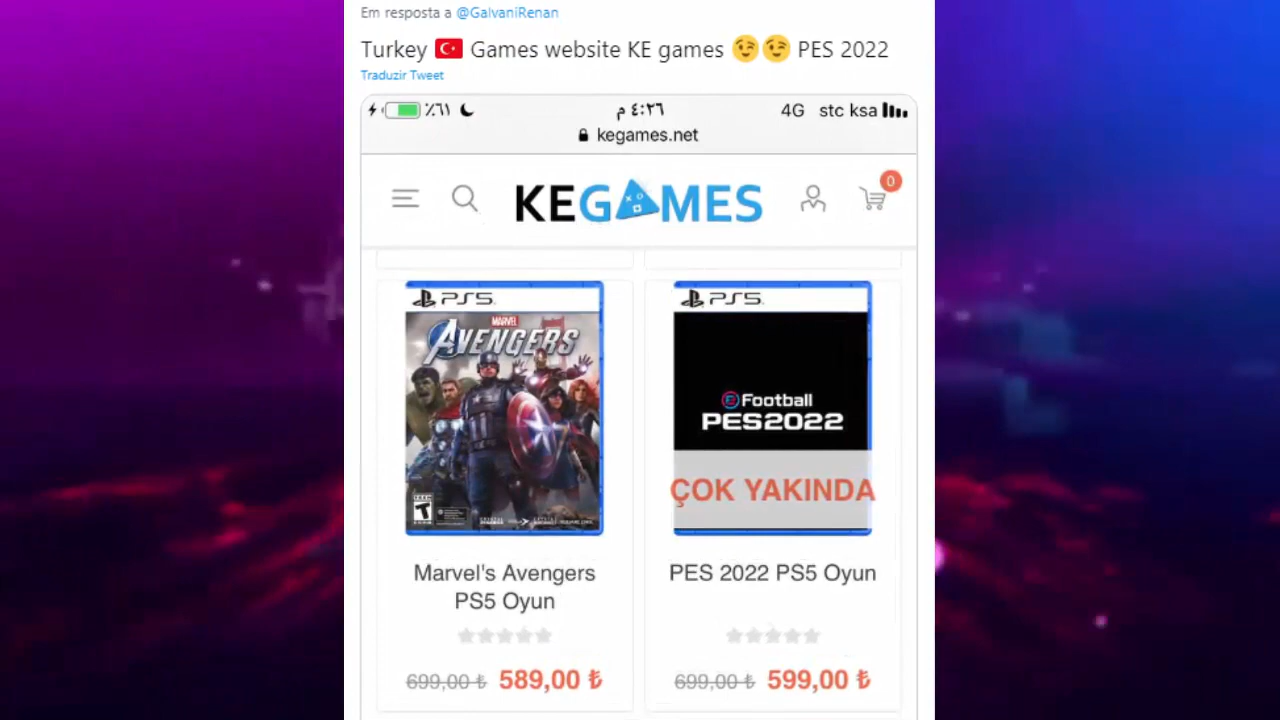 Em resposta a @GalvaniRenan
Turkey 🇹🇷 Games website KE games 😉😉 PES 2022
Traduzir Tweet
٪٦١ ٤:٢٦ م 4G stc ksa
kegames.net
KEGAMES
0
PS5 PS5
MARVEL
AVENGERS
eFootball
PES2022
ÇOK YAKINDA
T
Marvel's Avengers
PS5 Oyun
PES 2022 PS5 Oyun
699,00 ₺ 589,00 ₺ 699,00 ₺ 599,00 ₺